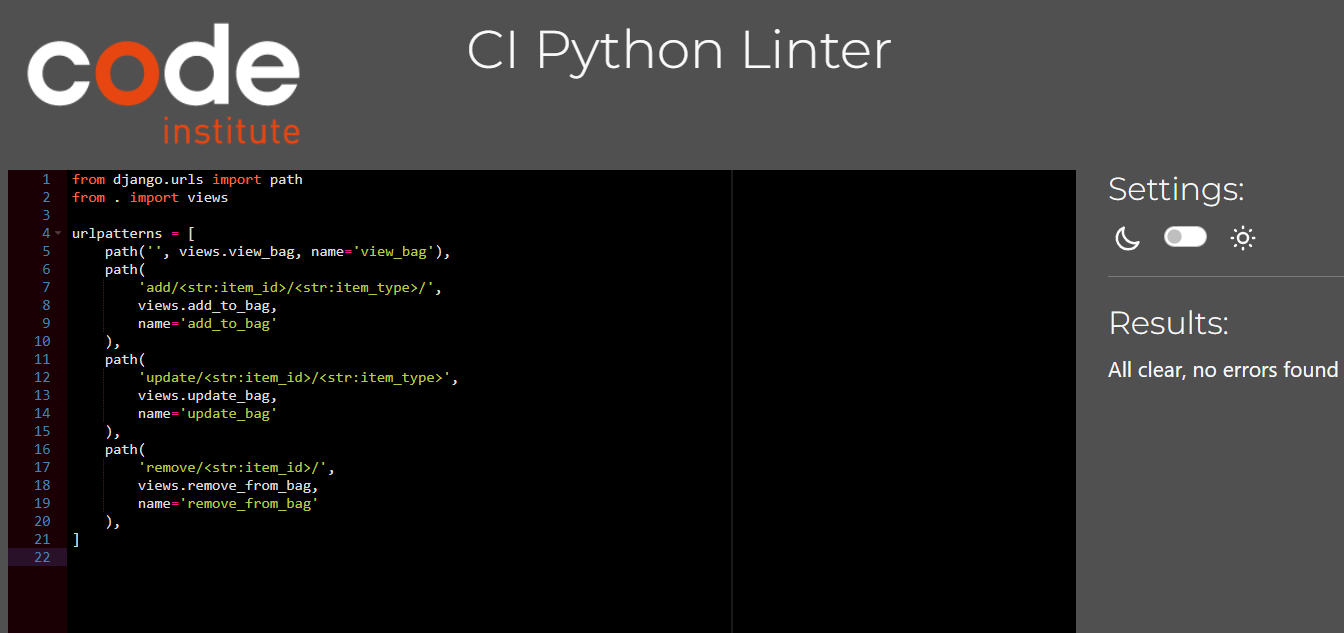 code
institute
CI Python Linter
1 from django.urls import path
2 from . import views
3
4 urlpatterns = [
5     path('', views.view_bag, name='view_bag'),
6     path(
7         'add/<str:item_id>/<str:item_type>/',
8         views.add_to_bag,
9         name='add_to_bag'
10     ),
11     path(
12         'update/<str:item_id>/<str:item_type>',
13         views.update_bag,
14         name='update_bag'
15     ),
16     path(
17         'remove/<str:item_id>/',
18         views.remove_from_bag,
19         name='remove_from_bag'
20     ),
21 ]
22
Settings:
Results:
All clear, no errors found